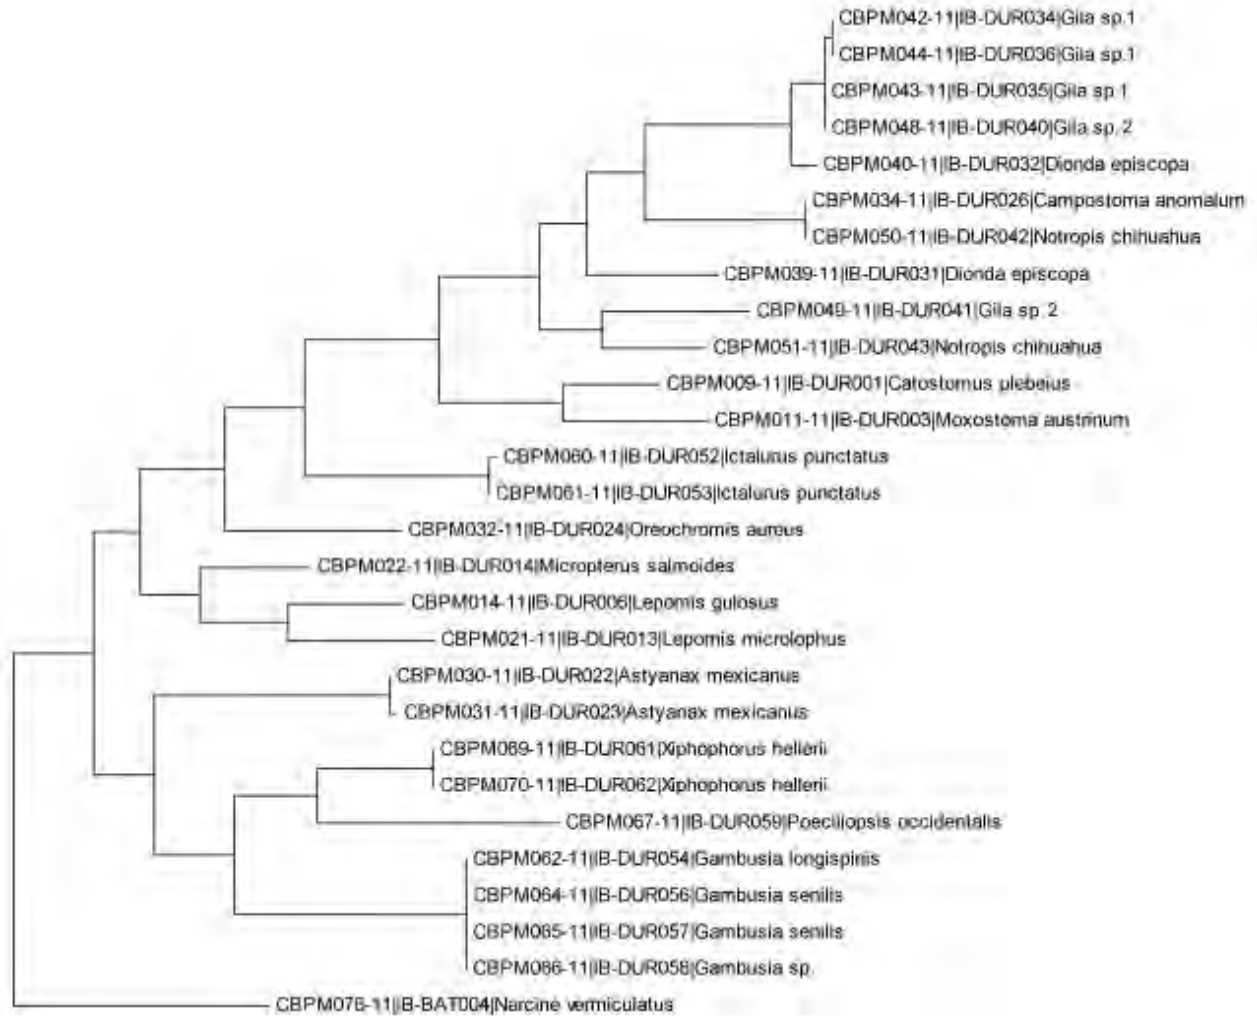 CBPM042-11|IB-DUR034|Gila sp.1
CBPM044-11|IB-DUR036|Gila sp.1
CBPM043-11|IB-DUR035|Gila sp.1
CBPM048-11|IB-DUR040|Gila sp.2
CBPM040-11|IB-DUR032|Dionda episcopa
CBPM034-11|IB-DUR026|Campostoma anomalum
CBPM050-11|IB-DUR042|Notropis chihuahua
CBPM039-11|IB-DUR031|Dionda episcopa
CBPM049-11|IB-DUR041|Gila sp.2
CBPM051-11|IB-DUR043|Notropis chihuahua
CBPM009-11|IB-DUR001|Catostomus plebeius
CBPM011-11|IB-DUR003|Moxostoma austrinum
CBPM060-11|IB-DUR052|Ictalurus punctatus
CBPM061-11|IB-DUR053|Ictalurus punctatus
CBPM032-11|IB-DUR024|Oreochromis aureus
CBPM022-11|IB-DUR014|Micropterus salmoides
CBPM014-11|IB-DUR006|Lepomis gulosus
CBPM021-11|IB-DUR013|Lepomis microlophus
CBPM030-11|IB-DUR022|Astyanax mexicanus
CBPM031-11|IB-DUR023|Astyanax mexicanus
CBPM069-11|IB-DUR061|Xiphophorus hellerii
CBPM070-11|IB-DUR062|Xiphophorus hellerii
CBPM067-11|IB-DUR059|Poeciliopsis occidentalis
CBPM062-11|IB-DUR054|Gambusia longispinis
CBPM064-11|IB-DUR056|Gambusia senilis
CBPM065-11|IB-DUR057|Gambusia senilis
CBPM066-11|IB-DUR058|Gambusia sp.
CBPM076-11|IB-BAT004|Narcine vermiculatus